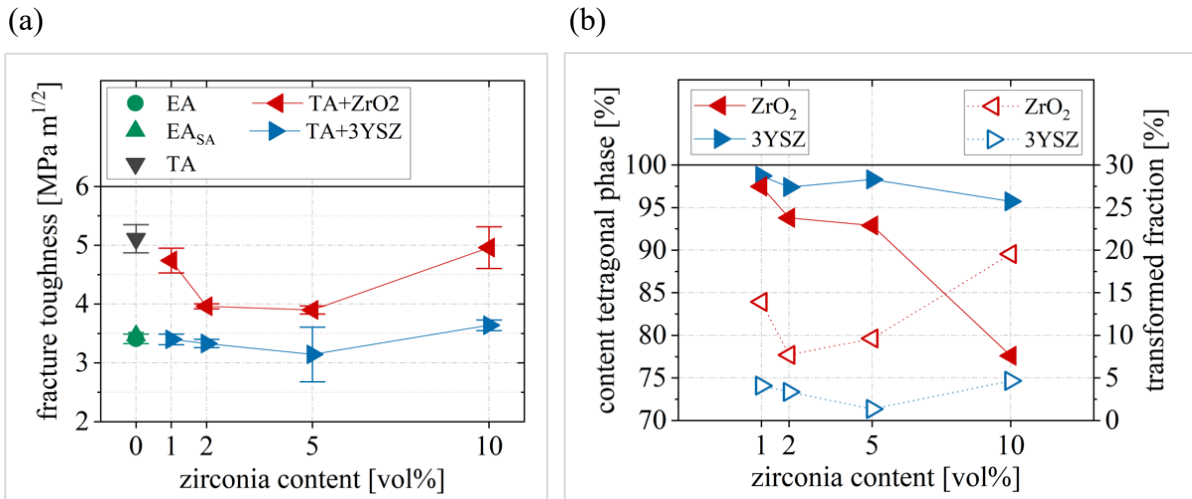 (a)
EA
EA_SA
TA
TA+ZrO2
TA+3YSZ
fracture toughness [MPa m^1/2]
6
5
4
3
2
0 1 2 5 10
zirconia content [vol%]
(b)
ZrO₂
3YSZ
ZrO₂
3YSZ
content tetragonal phase [%]
100
95
90
85
80
75
70
30
25
20
15
10
5
0
transformed fraction [%]
1 2 5 10
zirconia content [vol%]